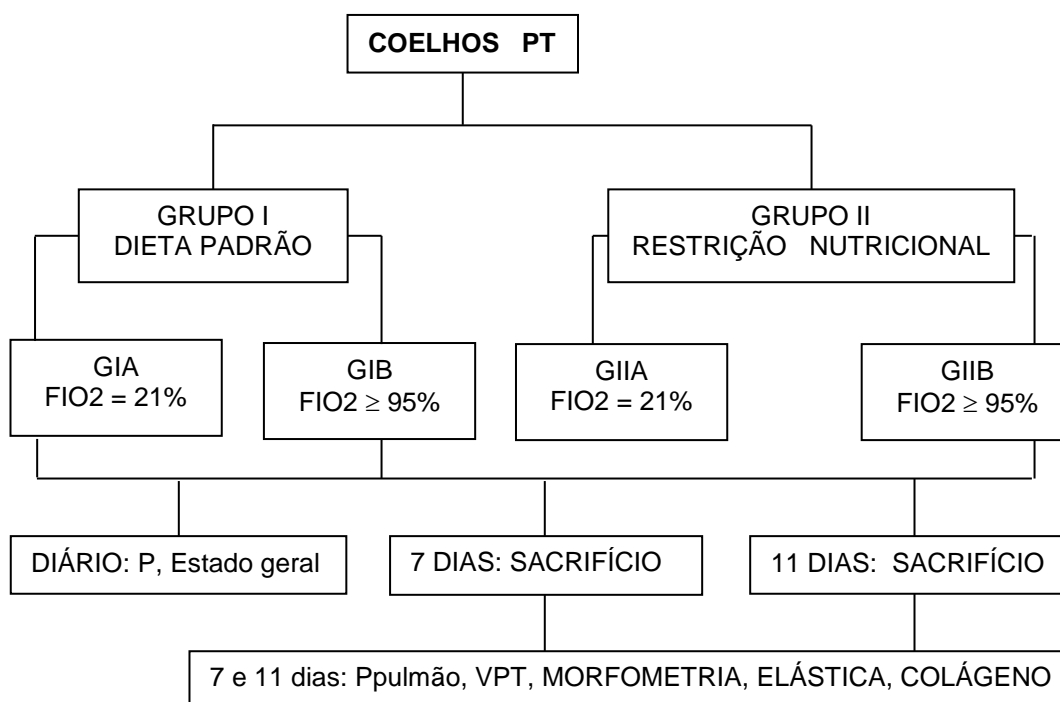 COELHOS PT
GRUPO I
DIETA PADRÃO
GRUPO II
RESTRIÇÃO NUTRICIONAL
GIA
FIO2 = 21%
GIB
FIO2 ≥ 95%
GIIA
FIO2 = 21%
GIIB
FIO2 ≥ 95%
DIÁRIO: P, Estado geral
7 DIAS: SACRIFÍCIO
11 DIAS: SACRIFÍCIO
7 e 11 dias: Ppulmão, VPT, MORFOMETRIA, ELÁSTICA, COLÁGENO